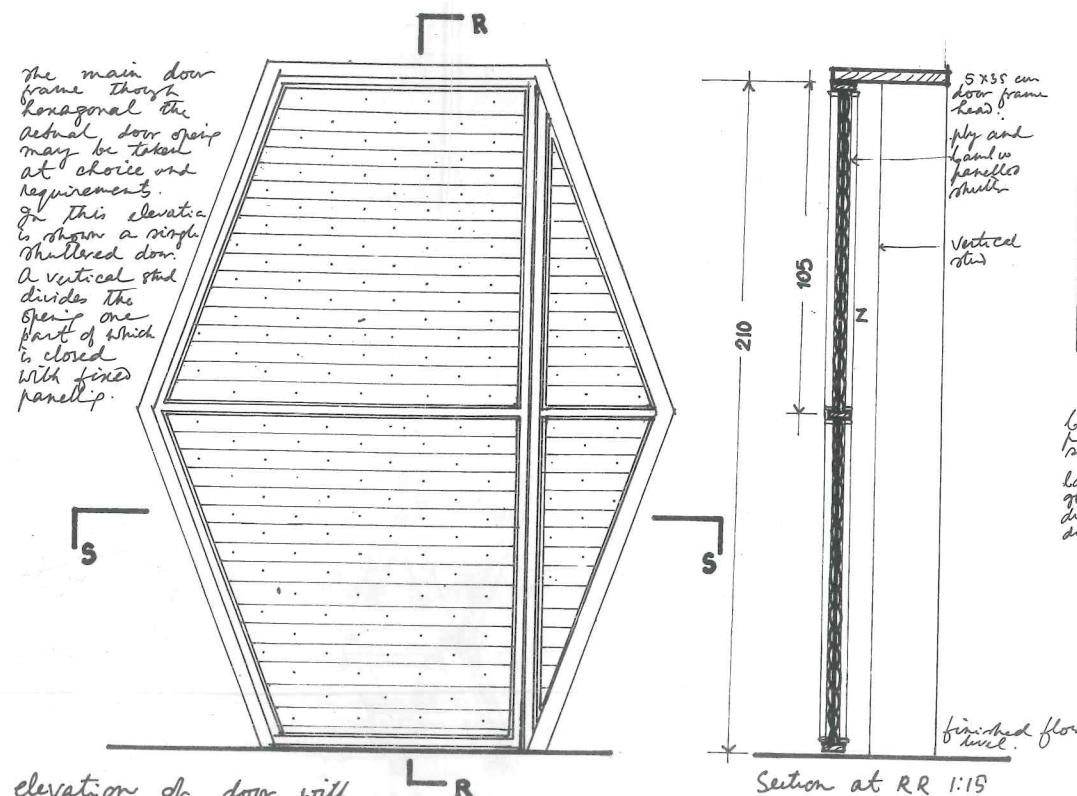 R
the main door
frame though
hexagonal the
actual door opening
may be taken
at choice and
requirements.
In this elevation
is shown a single
shuttered door.
A vertical stud
divides the
opening one
part of which
is closed
with fixed
panelling.
S
S
R
elevation of door with
5x35 cm
door frame
head.
ply and
bamboo
panelled
shutter
vertical
stud
105
210
Z
finished floor
level.
Section at RR 1:15